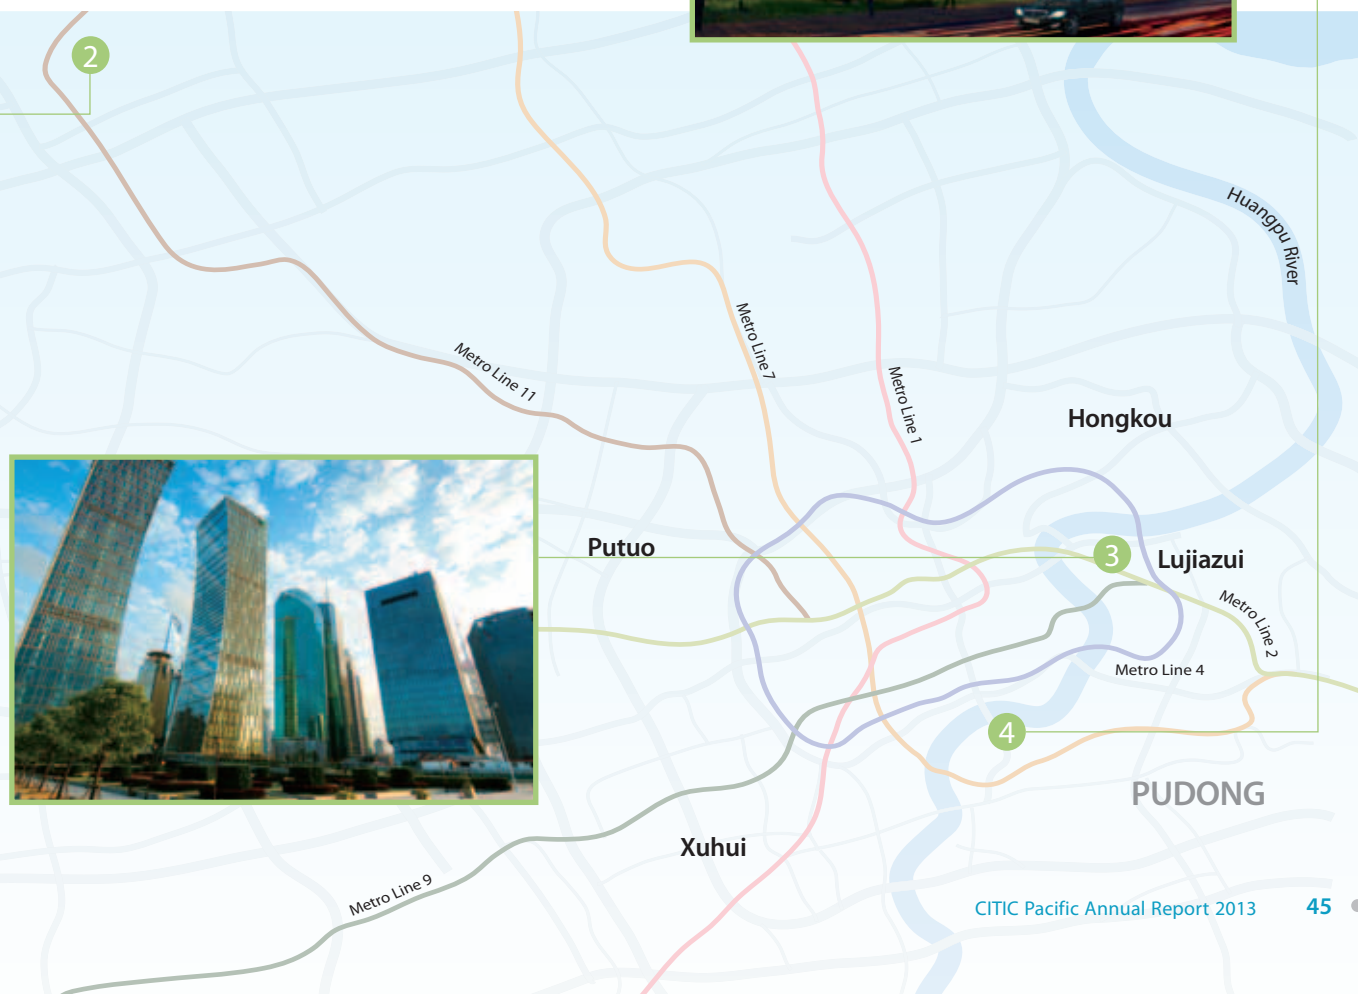 2
Huangpu River
Metro Line 7
Metro Line 11
Metro Line 1
Hongkou
Putuo
3
Lujiazui
Metro Line 2
Metro Line 4
4
PUDONG
Xuhui
Metro Line 9
CITIC Pacific Annual Report 2013 45